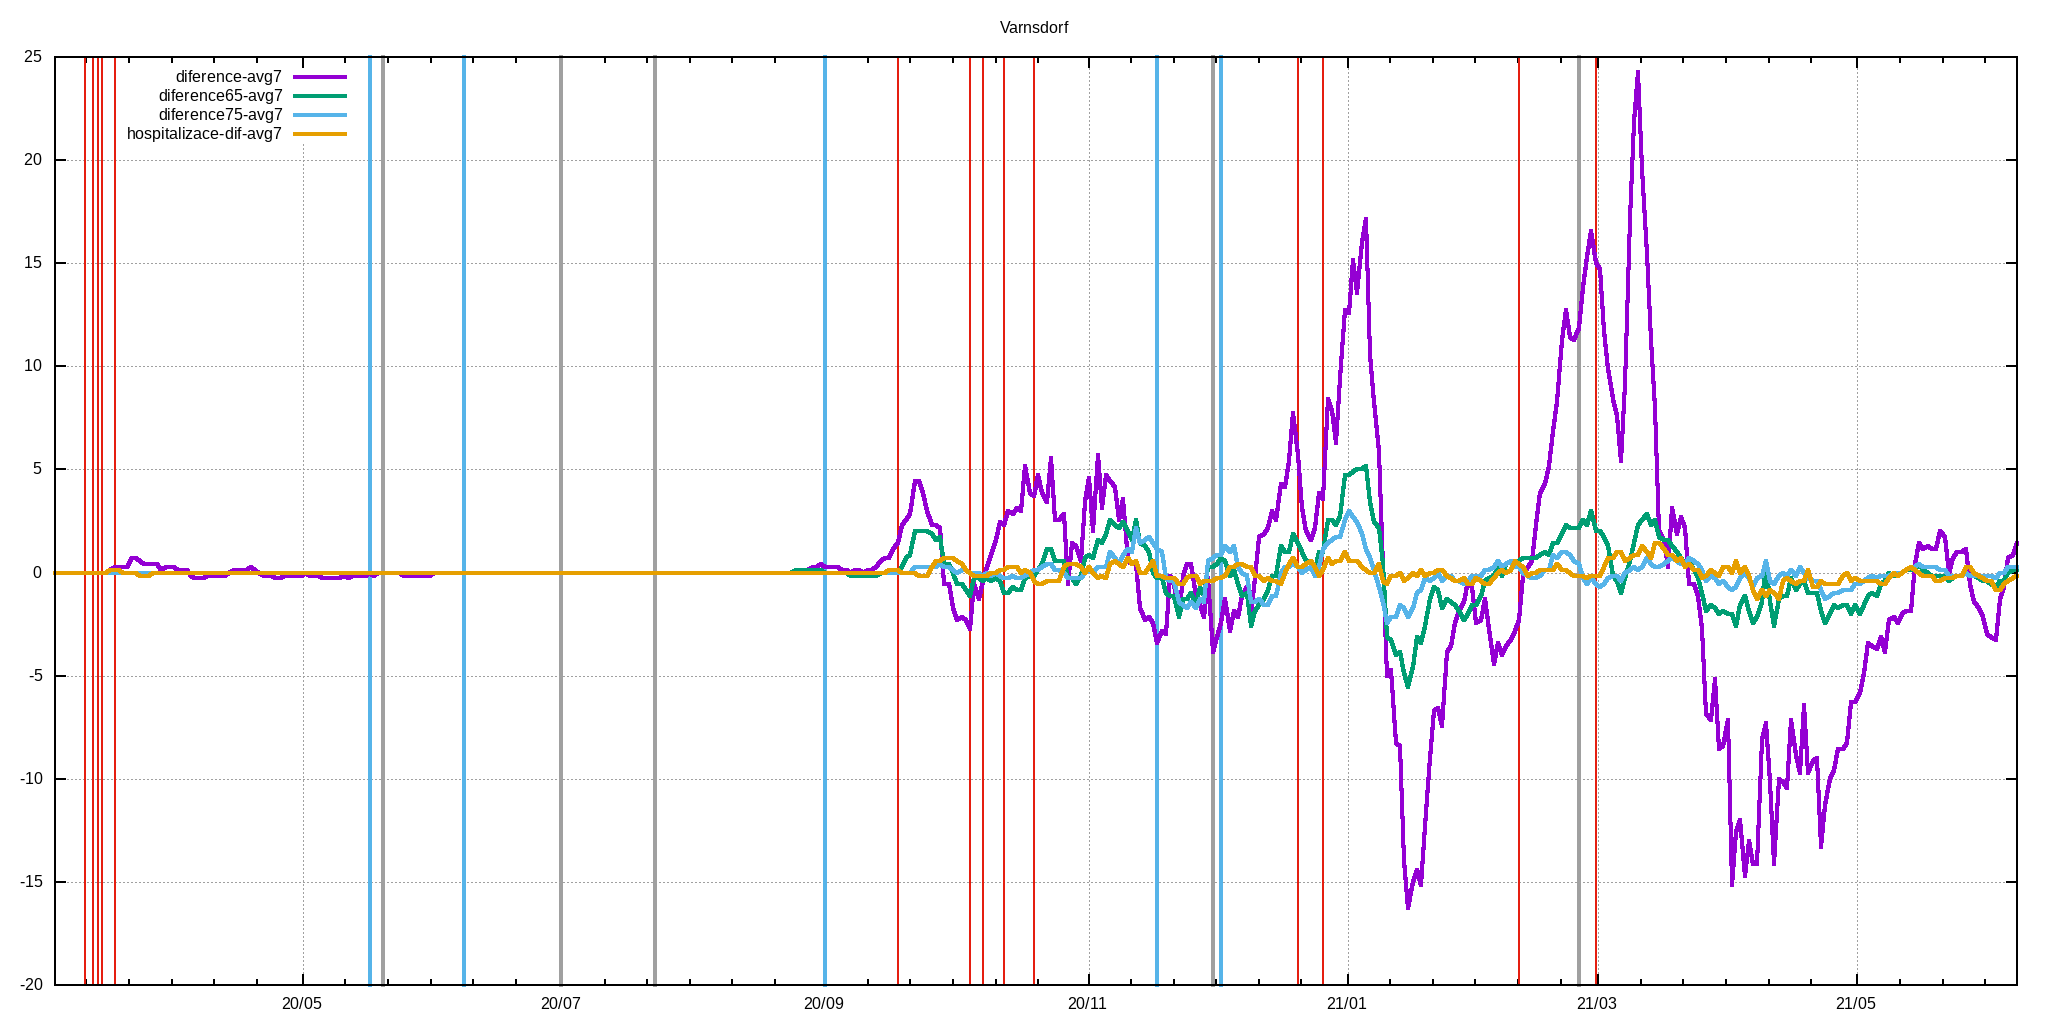 Varnsdorf
diference-avg7
diference65-avg7
diference75-avg7
hospitalizace-dif-avg7
25
20
15
10
5
0
-5
-10
-15
-20
20/05 20/07 20/09 20/11 21/01 21/03 21/05